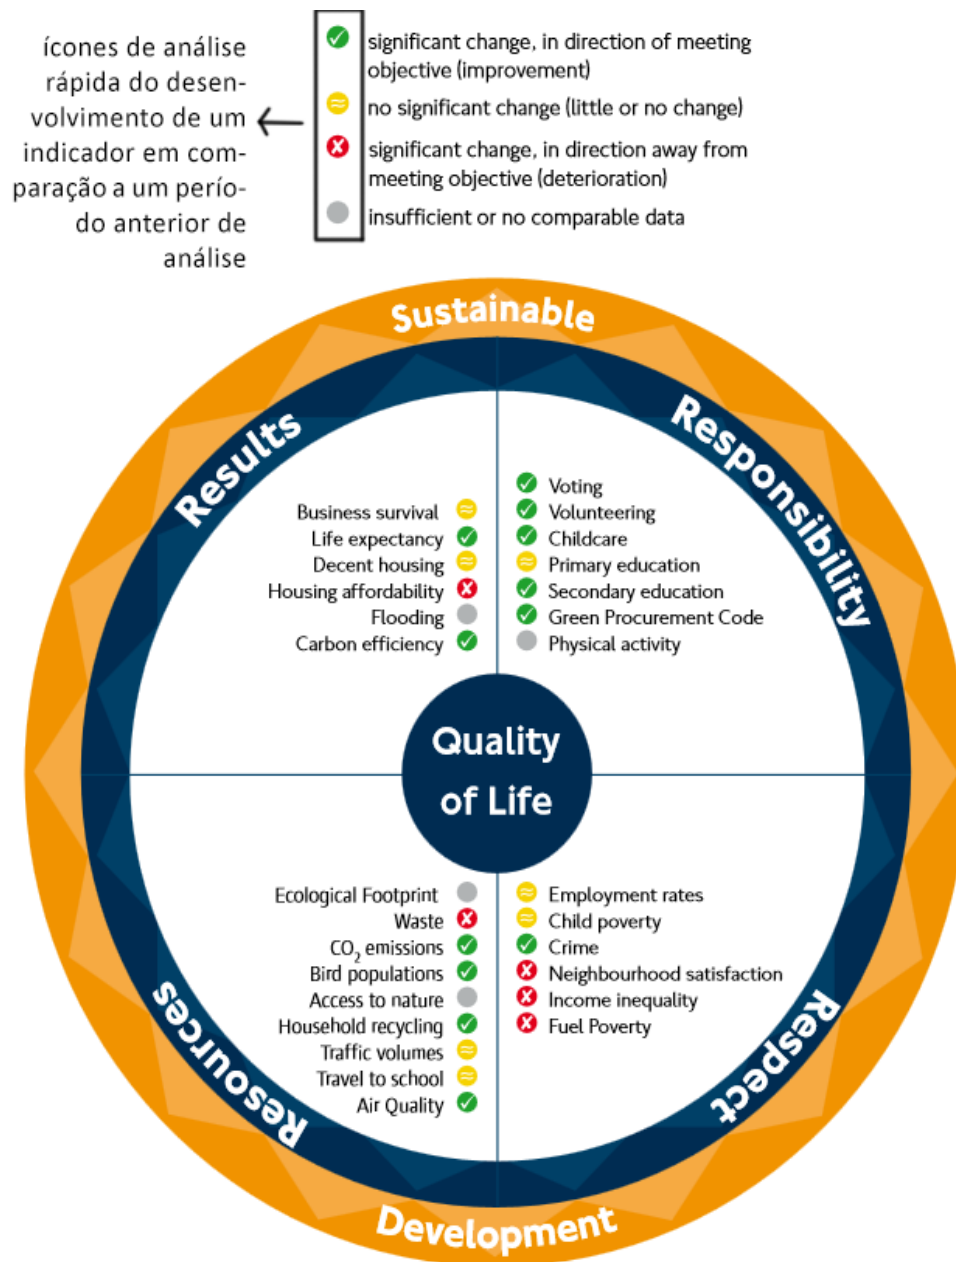 ícones de análise
rápida do desen-
volvimento de um
indicador em com-
paração a um perío-
do anterior de
análise
significant change, in direction of meeting
objective (improvement)
no significant change (little or no change)
significant change, in direction away from
meeting objective (deterioration)
insufficient or no comparable data
Sustainable
Results
Responsibility
Business survival
Life expectancy
Decent housing
Housing affordability
Flooding
Carbon efficiency
Voting
Volunteering
Childcare
Primary education
Secondary education
Green Procurement Code
Physical activity
Quality
of Life
Ecological Footprint
Waste
CO₂ emissions
Bird populations
Access to nature
Household recycling
Traffic volumes
Travel to school
Air Quality
Employment rates
Child poverty
Crime
Neighbourhood satisfaction
Income inequality
Fuel Poverty
Resources
Respect
Development